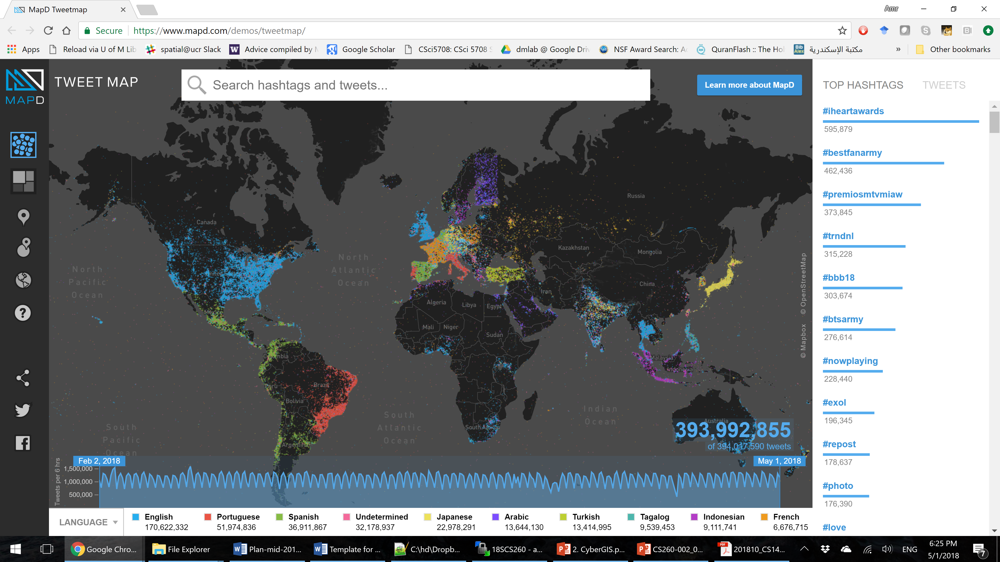 MapD Tweetmap
Amr
Secure
https://www.mapd.com/demos/tweetmap/
Apps
Reload via U of M Lib
spatial@ucr Slack
Advice compiled by
Google Scholar
CSci5708: CSci 5708
dmlab @ Google Driv
NSF Award Search: A
QuranFlash :: The Hol
مكتبة الإسكندرية
»
Other bookmarks
MAPD
TWEET MAP
Search hashtags and tweets...
Learn more about MapD
TOP HASHTAGS
TWEETS
#iheartawards
595,879
#bestfanarmy
462,436
#premiosmtvmiaw
373,845
#trndnl
315,228
#bbb18
303,674
#btsarmy
276,614
#nowplaying
228,440
#exol
196,345
#repost
178,637
#photo
176,390
#love
Russia
Canada
Kazakhstan
Mongolia
North
Pacific
Ocean
North
Atlantic
Ocean
United States
China
Iran
Algeria
Libya
Egypt
Mexico
Mali
Niger
Sudan
Colombia
Malaysia
Indonesia
Peru
Brazil
Bolivia
South
Atlantic
Ocean
Indian
Ocean
South Africa
Australia
South
Pacific
Ocean
Argentina
© Mapbox © OpenStreetMap
393,992,855
of 394,017,590 tweets
Feb 2, 2018
May 1, 2018
Tweets per 6 hrs
1,500,000
1,000,000
500,000
LANGUAGE
English
170,622,332
Portuguese
51,974,836
Spanish
36,911,867
Undetermined
32,178,937
Japanese
22,978,291
Arabic
13,644,130
Turkish
13,414,995
Tagalog
9,539,453
Indonesian
9,111,741
French
6,676,715
Google Chro...
File Explorer
Plan-mid-201...
Template for ...
C:\hd\Dropb...
18SCS260 - a...
2. CyberGIS.p...
CS260-002_0...
201810_CS14...
ENG
6:25 PM
5/1/2018
7